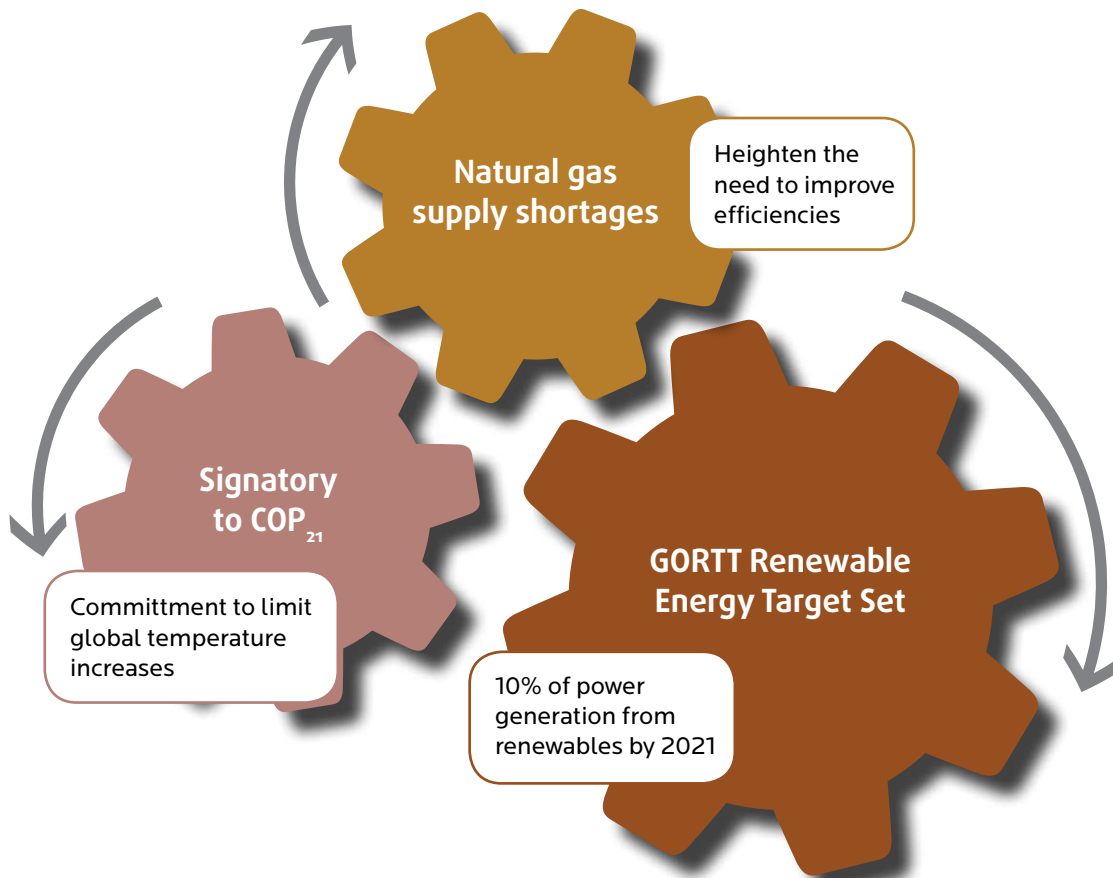 Natural gas
supply shortages
Heighten the
need to improve
efficiencies
Signatory
to COP₂₁
Committment to limit
global temperature
increases
GORTT Renewable
Energy Target Set
10% of power
generation from
renewables by 2021